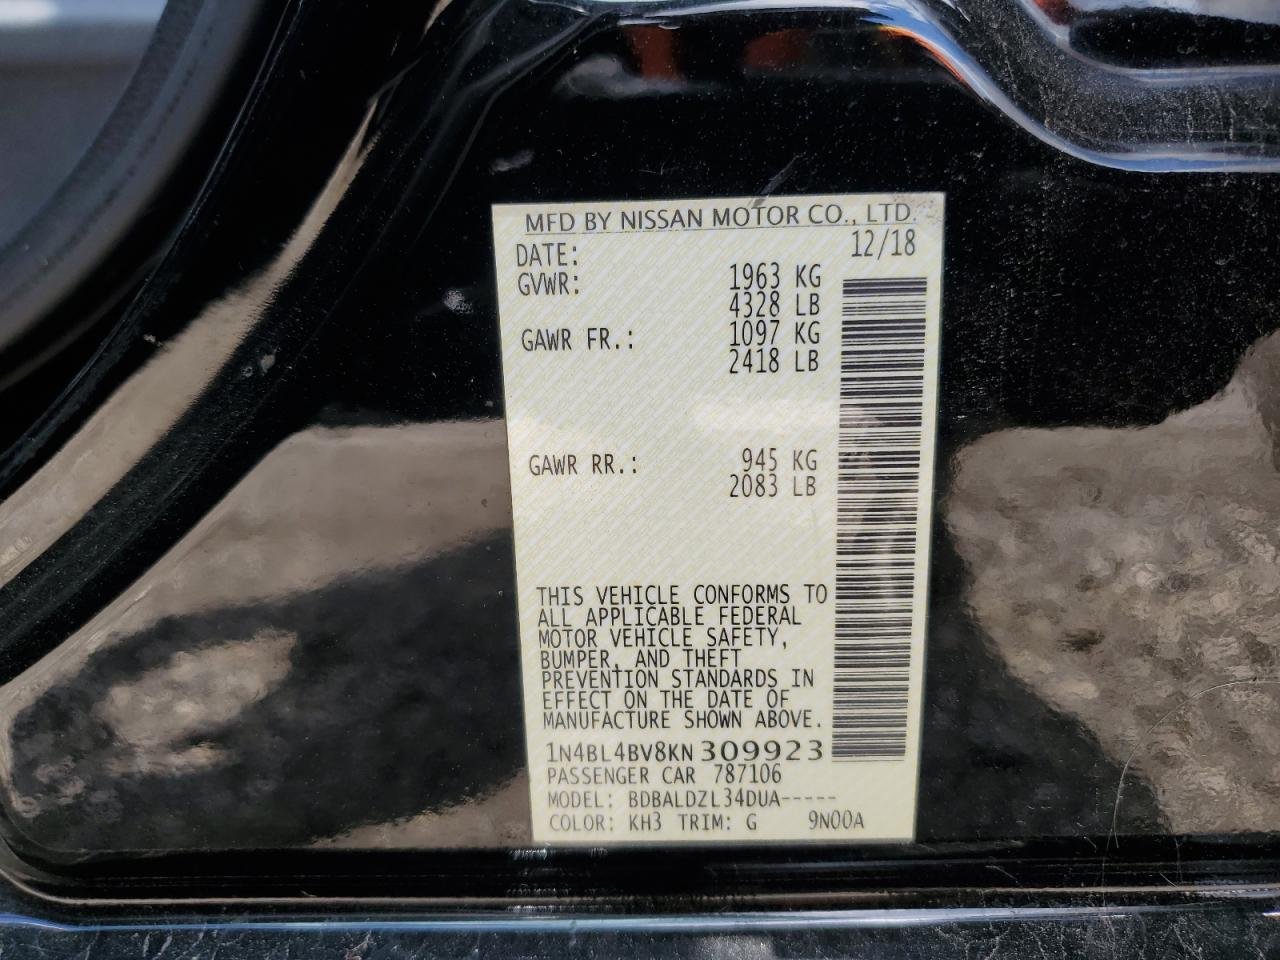 MFD BY NISSAN MOTOR CO., LTD.
DATE: 12/18
GVWR: 1963 KG
4328 LB
GAWR FR.: 1097 KG
2418 LB
GAWR RR.: 945 KG
2083 LB
THIS VEHICLE CONFORMS TO
ALL APPLICABLE FEDERAL
MOTOR VEHICLE SAFETY,
BUMPER, AND THEFT
PREVENTION STANDARDS IN
EFFECT ON THE DATE OF
MANUFACTURE SHOWN ABOVE.
1N4BL4BV8KN309923
PASSENGER CAR 787106
MODEL: BDBALDZL34DUA-----
COLOR: KH3 TRIM: G 9N00A